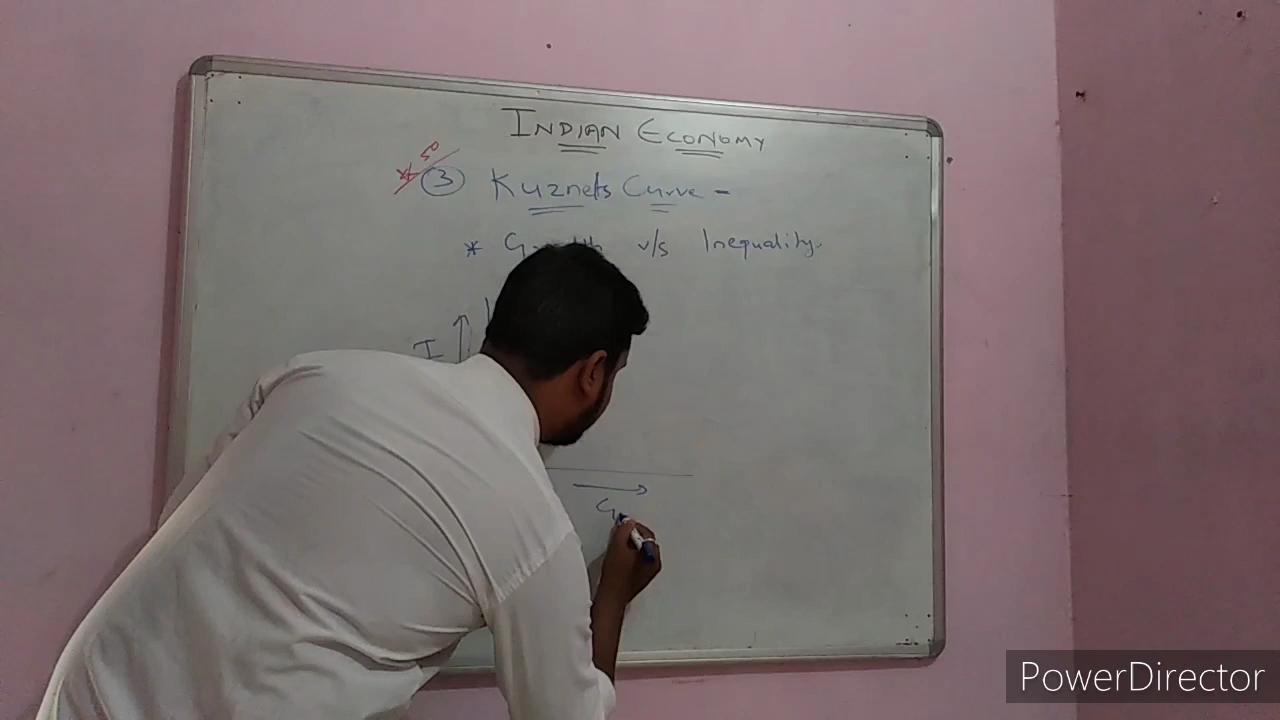 INDIAN ECONOMY
* ③ Kuznets Curve -
* v/s Inequality.
I
G
PowerDirector